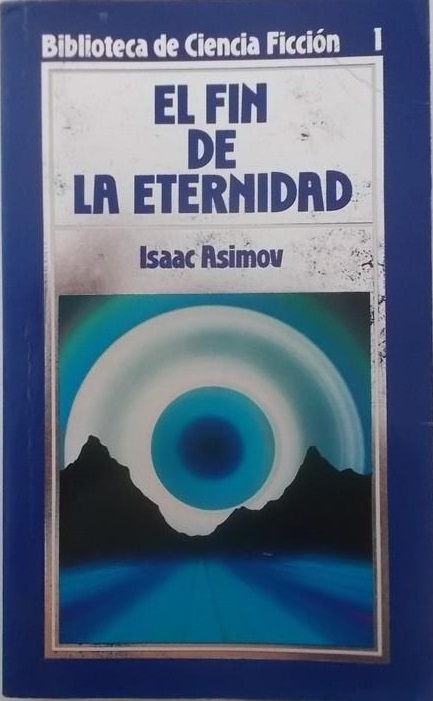 Biblioteca de Ciencia Ficción 1
EL FIN
DE
LA ETERNIDAD
Isaac Asimov